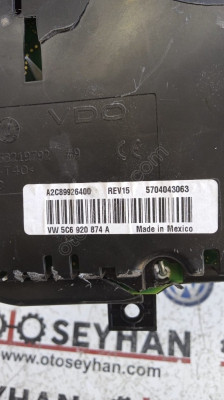 VDO
A2C89926400 REV15 5704043063
VW 5C6 920 874 A Made in Mexico
OTOSEYHAN
www.otoseyhan.com